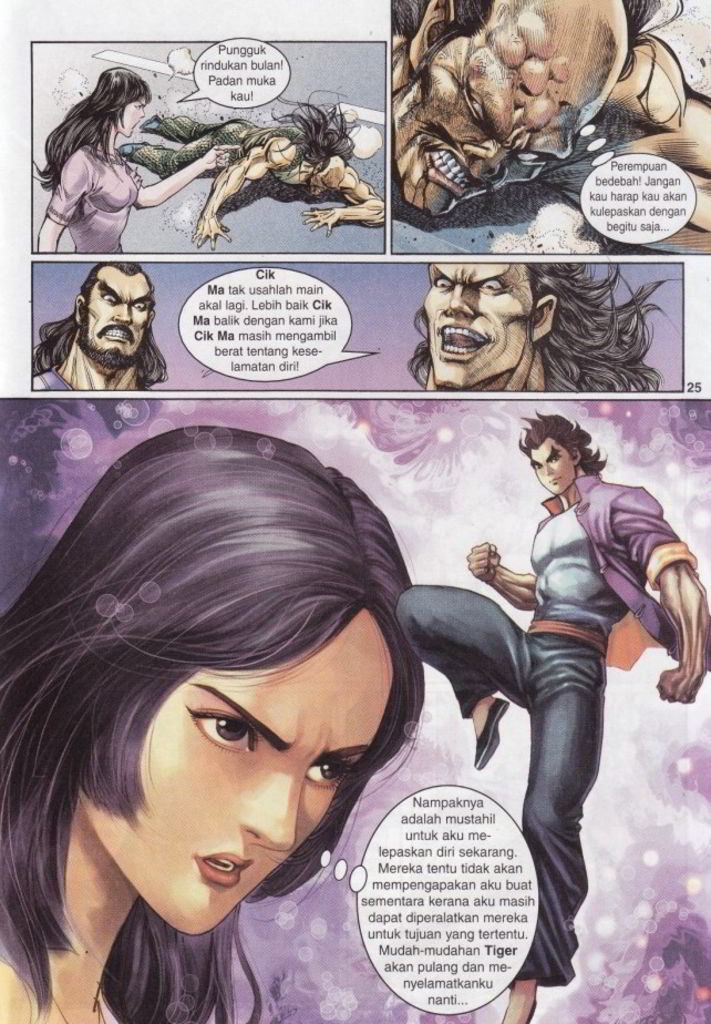 Pungguk
rindukan bulan!
Padan muka
kau!
Perempuan
bedebah! Jangan
kau harap kau akan
kulepaskan dengan
begitu saja...
Cik
Ma tak usahlah main
akal lagi. Lebih baik Cik
Ma balik dengan kami jika
Cik Ma masih mengambil
berat tentang kese-
lamatan diri!
25
Nampaknya
adalah mustahil
untuk aku me-
lepaskan diri sekarang.
Mereka tentu tidak akan
mempengapakan aku buat
sementara kerana aku masih
dapat diperalatkan mereka
untuk tujuan yang tertentu.
Mudah-mudahan Tiger
akan pulang dan me-
nyelamatkanku
nanti...